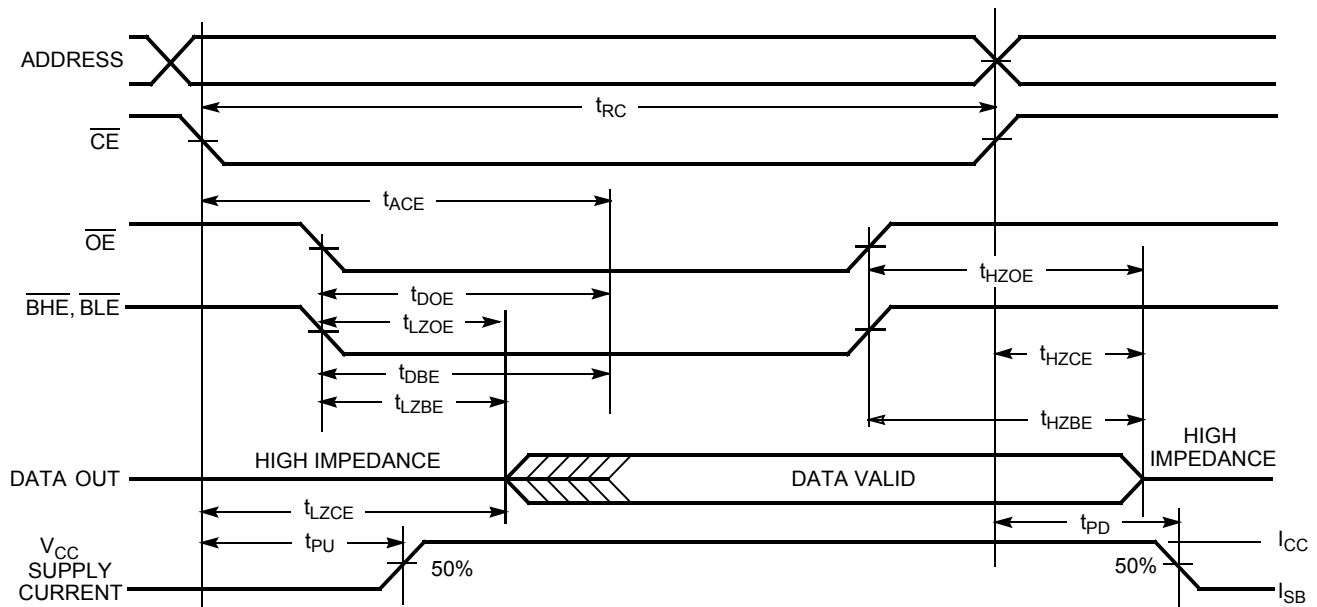 ADDRESS
tRC
CE
tACE
OE
tHZOE
tDOE
BHE, BLE
tLZOE
tHZCE
tDBE
tLZBE
tHZBE
HIGH IMPEDANCE
HIGH
IMPEDANCE
DATA OUT
DATA VALID
tLZCE
tPU
tPD
VCC
SUPPLY
CURRENT
50%
50%
ICC
ISB